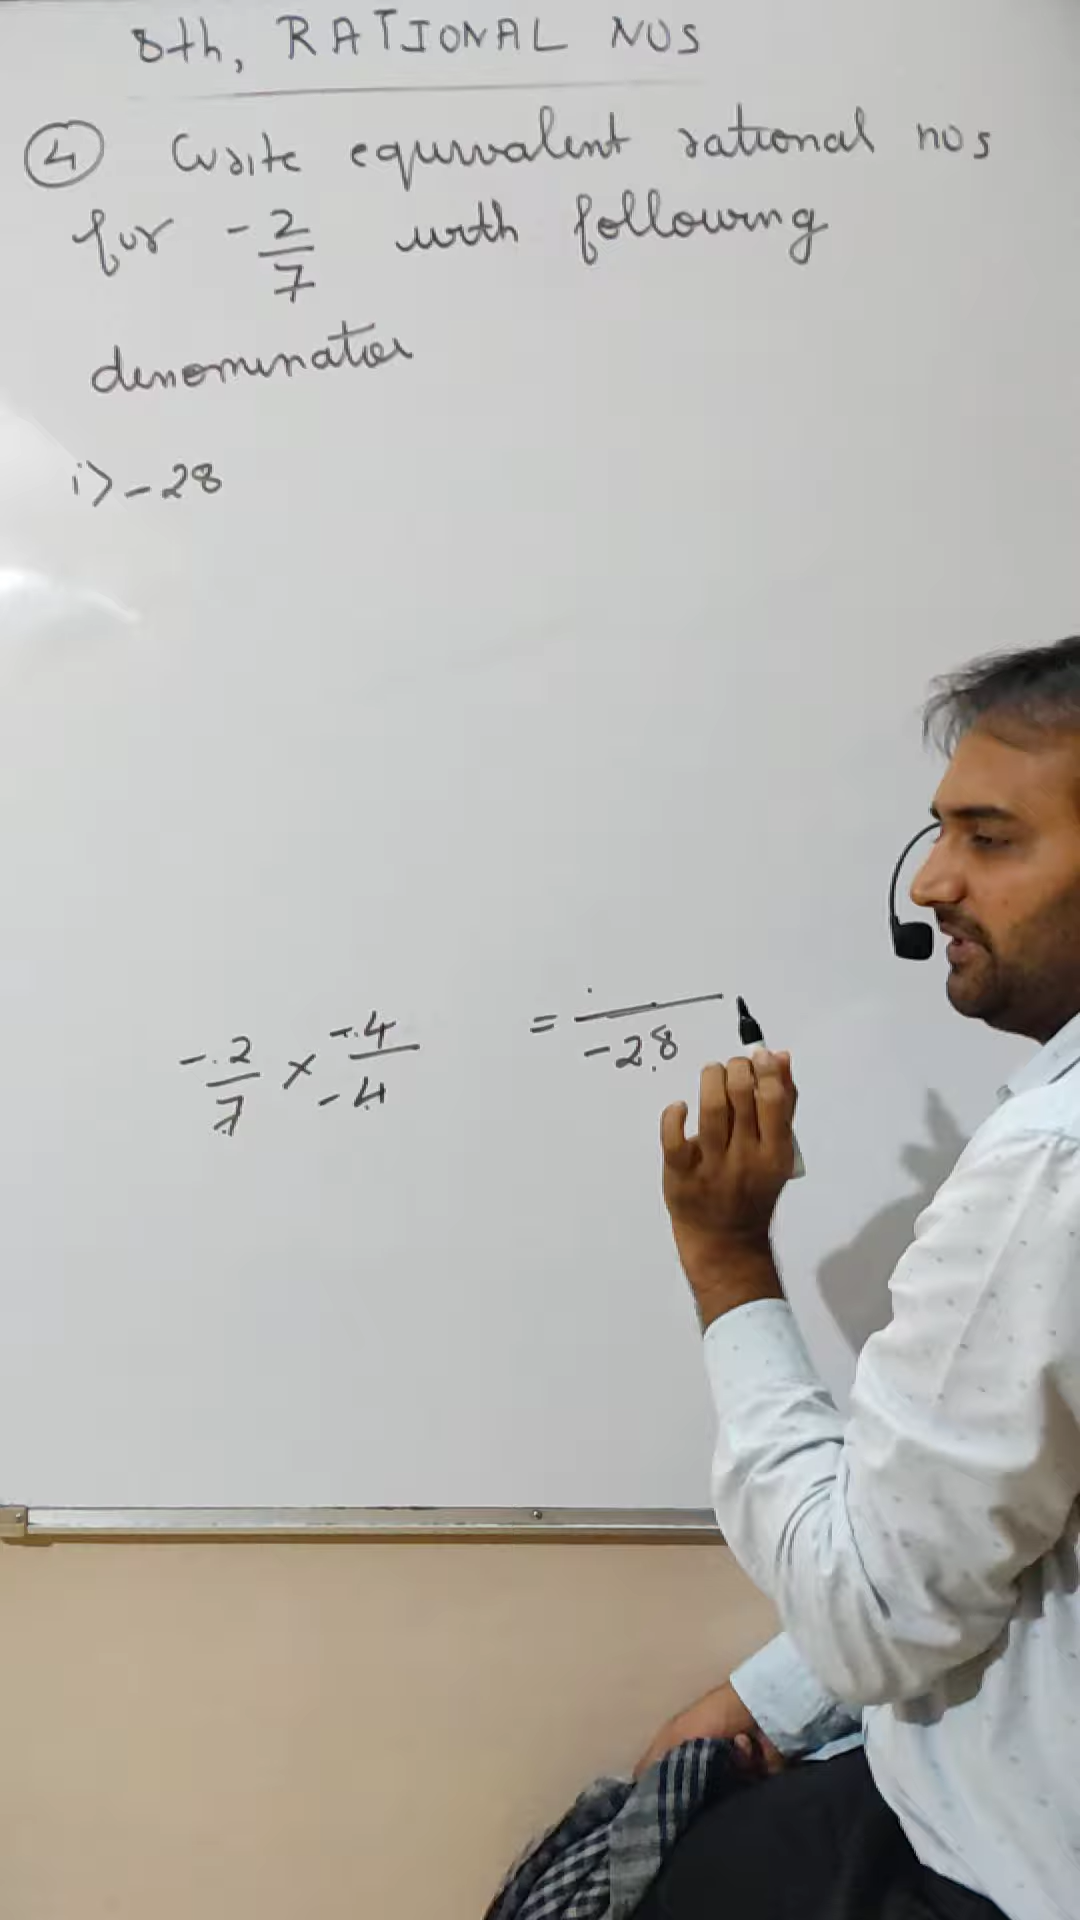 8th, RATIONAL NOS
④ Write equivalent rational nos
for -2/7 with following
denominator
i> -28
-2/7 × -4/-4 = /-28